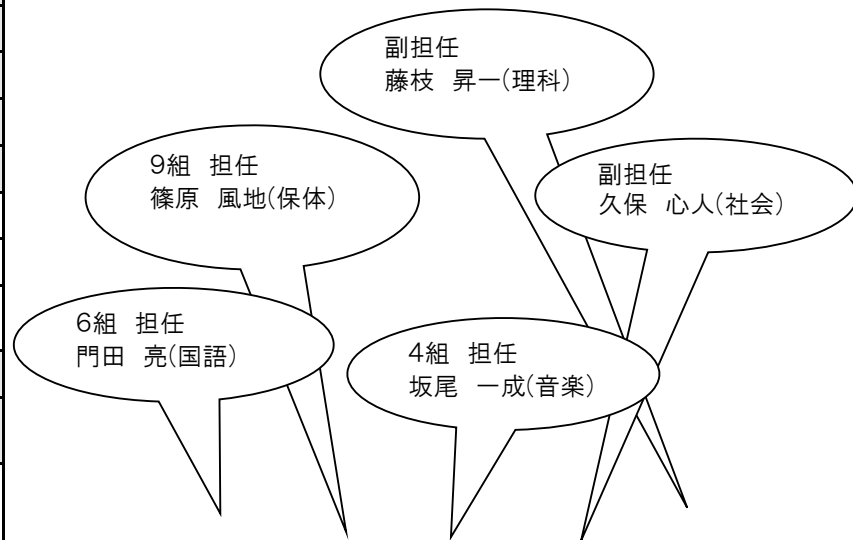 副担任
藤枝 昇一(理科)
9組 担任
篠原 風地(保体)
副担任
久保 心人(社会)
6組 担任
門田 亮(国語)
4組 担任
坂尾 一成(音楽)